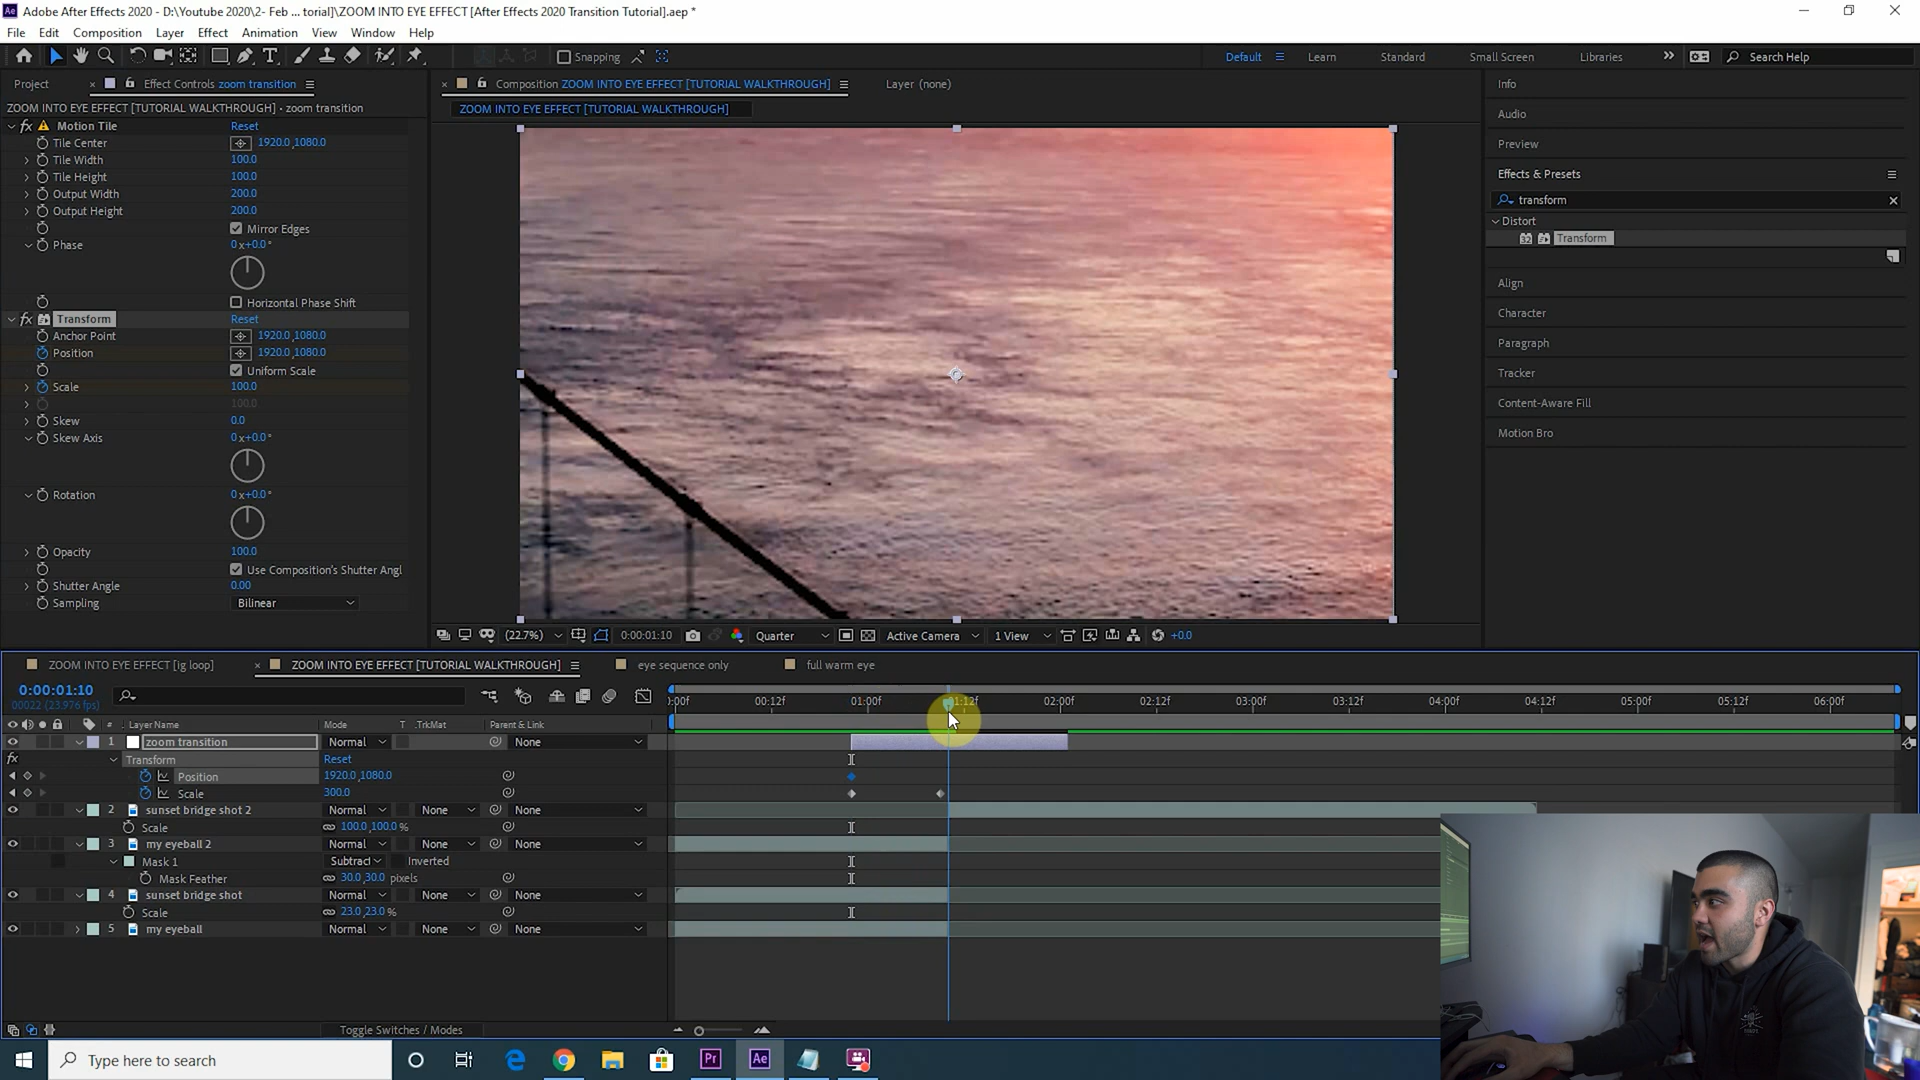 Adobe After Effects 2020 - D:\Youtube 2020\2- Feb ... torial]\ZOOM INTO EYE EFFECT [After Effects 2020 Transition Tutorial].aep *
File Edit Composition Layer Effect Animation View Window Help
Snapping Default Learn Standard Small Screen Libraries Search Help
Project Effect Controls zoom transition Composition ZOOM INTO EYE EFFECT [TUTORIAL WALKTHROUGH] Layer (none)
ZOOM INTO EYE EFFECT [TUTORIAL WALKTHROUGH] · zoom transition
ZOOM INTO EYE EFFECT [TUTORIAL WALKTHROUGH]
fx Motion Tile Reset
Tile Center 1920.0,1080.0
Tile Width 100.0
Tile Height 100.0
Output Width 200.0
Output Height 200.0
Mirror Edges
Phase 0x+0.0°
Horizontal Phase Shift
fx Transform Reset
Anchor Point 1920.0,1080.0
Position 1920.0,1080.0
Uniform Scale
Scale 100.0
100.0
Skew 0.0
Skew Axis 0x+0.0°
Rotation 0x+0.0°
Opacity 100.0
Use Composition's Shutter Angl
Shutter Angle 0.00
Sampling Bilinear
Info
Audio
Preview
Effects & Presets
transform
Distort
Transform
Align
Character
Paragraph
Tracker
Content-Aware Fill
Motion Bro
(22.7%) 0:00:01:10 Quarter Active Camera 1 View +0.0
ZOOM INTO EYE EFFECT [ig loop] ZOOM INTO EYE EFFECT [TUTORIAL WALKTHROUGH] eye sequence only full warm eye
0:00:01:10
00022 (23.976 fps)
:00f 00:12f 01:00f 01:12f 02:00f 02:12f 03:00f 03:12f 04:00f 04:12f 05:00f 05:12f 06:00f
# Layer Name Mode T .TrkMat Parent & Link
1 zoom transition Normal None
fx Transform Reset
Position 1920.0,1080.0
Scale 300.0
2 sunset bridge shot 2 Normal None None
Scale 100.0,100.0 %
3 my eyeball 2 Normal None None
Mask 1 Subtract Inverted
Mask Feather 30.0,30.0 pixels
4 sunset bridge shot Normal None None
Scale 23.0,23.0 %
5 my eyeball Normal None None
Toggle Switches / Modes
Type here to search Pr Ae